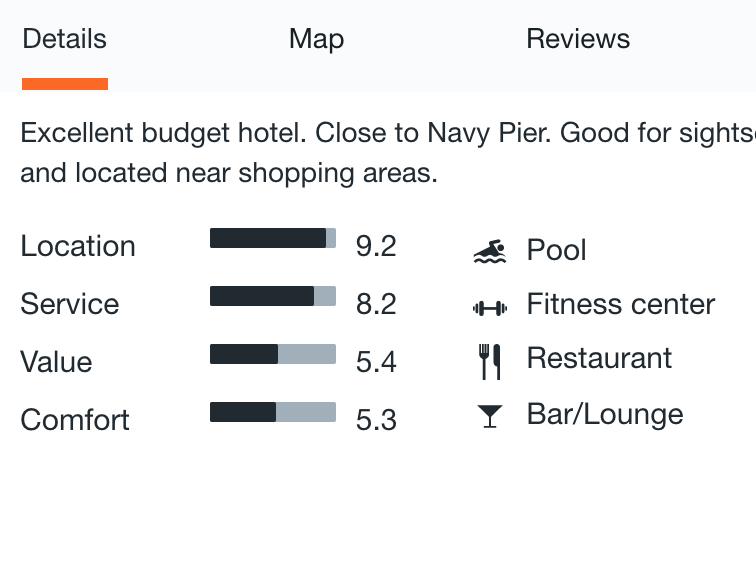 Details
Map
Reviews
Excellent budget hotel. Close to Navy Pier. Good for
and located near shopping areas.
Location 9.2
Service 8.2
Value 5.4
Comfort 5.3
Pool
Fitness center
Restaurant
Bar/Lounge